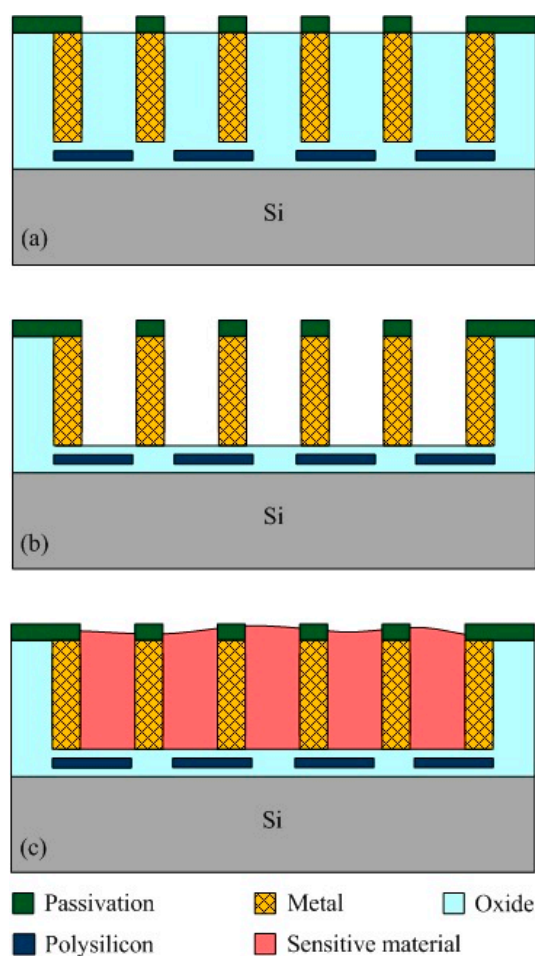 Si
(a)
Si
(b)
Si
(c)
Passivation Metal Oxide
Polysilicon Sensitive material